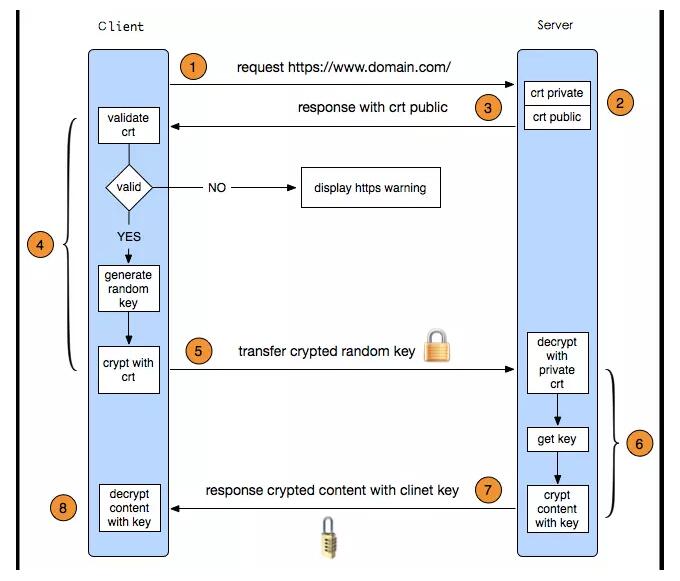 Client
Server
1
request https://www.domain.com/
crt private
2
response with crt public
3
crt public
validate
crt
valid
NO
display https warning
YES
4
generate
random
key
crypt with
crt
5
transfer crypted random key
decrypt
with
private
crt
get key
6
decrypt
content
with key
8
response crypted content with clinet key
7
crypt
content
with key